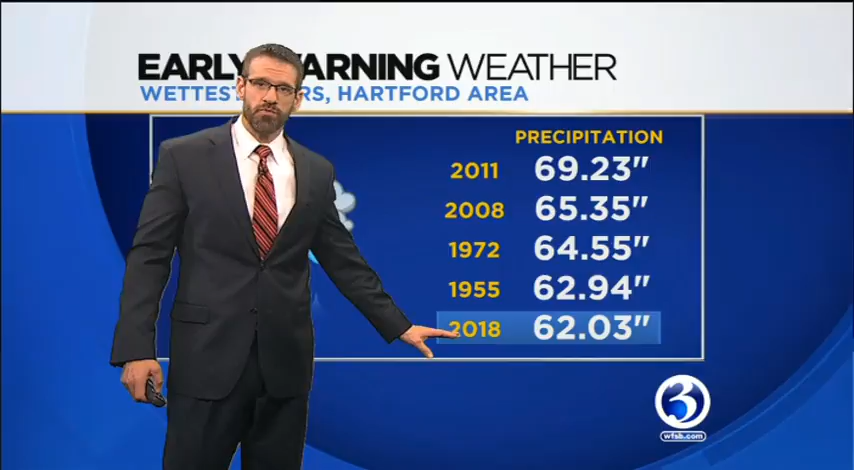 EARLY WARNING WEATHER
WETTEST YEARS, HARTFORD AREA
PRECIPITATION
2011 69.23"
2008 65.35"
1972 64.55"
1955 62.94"
2018 62.03"
3
wfsb.com